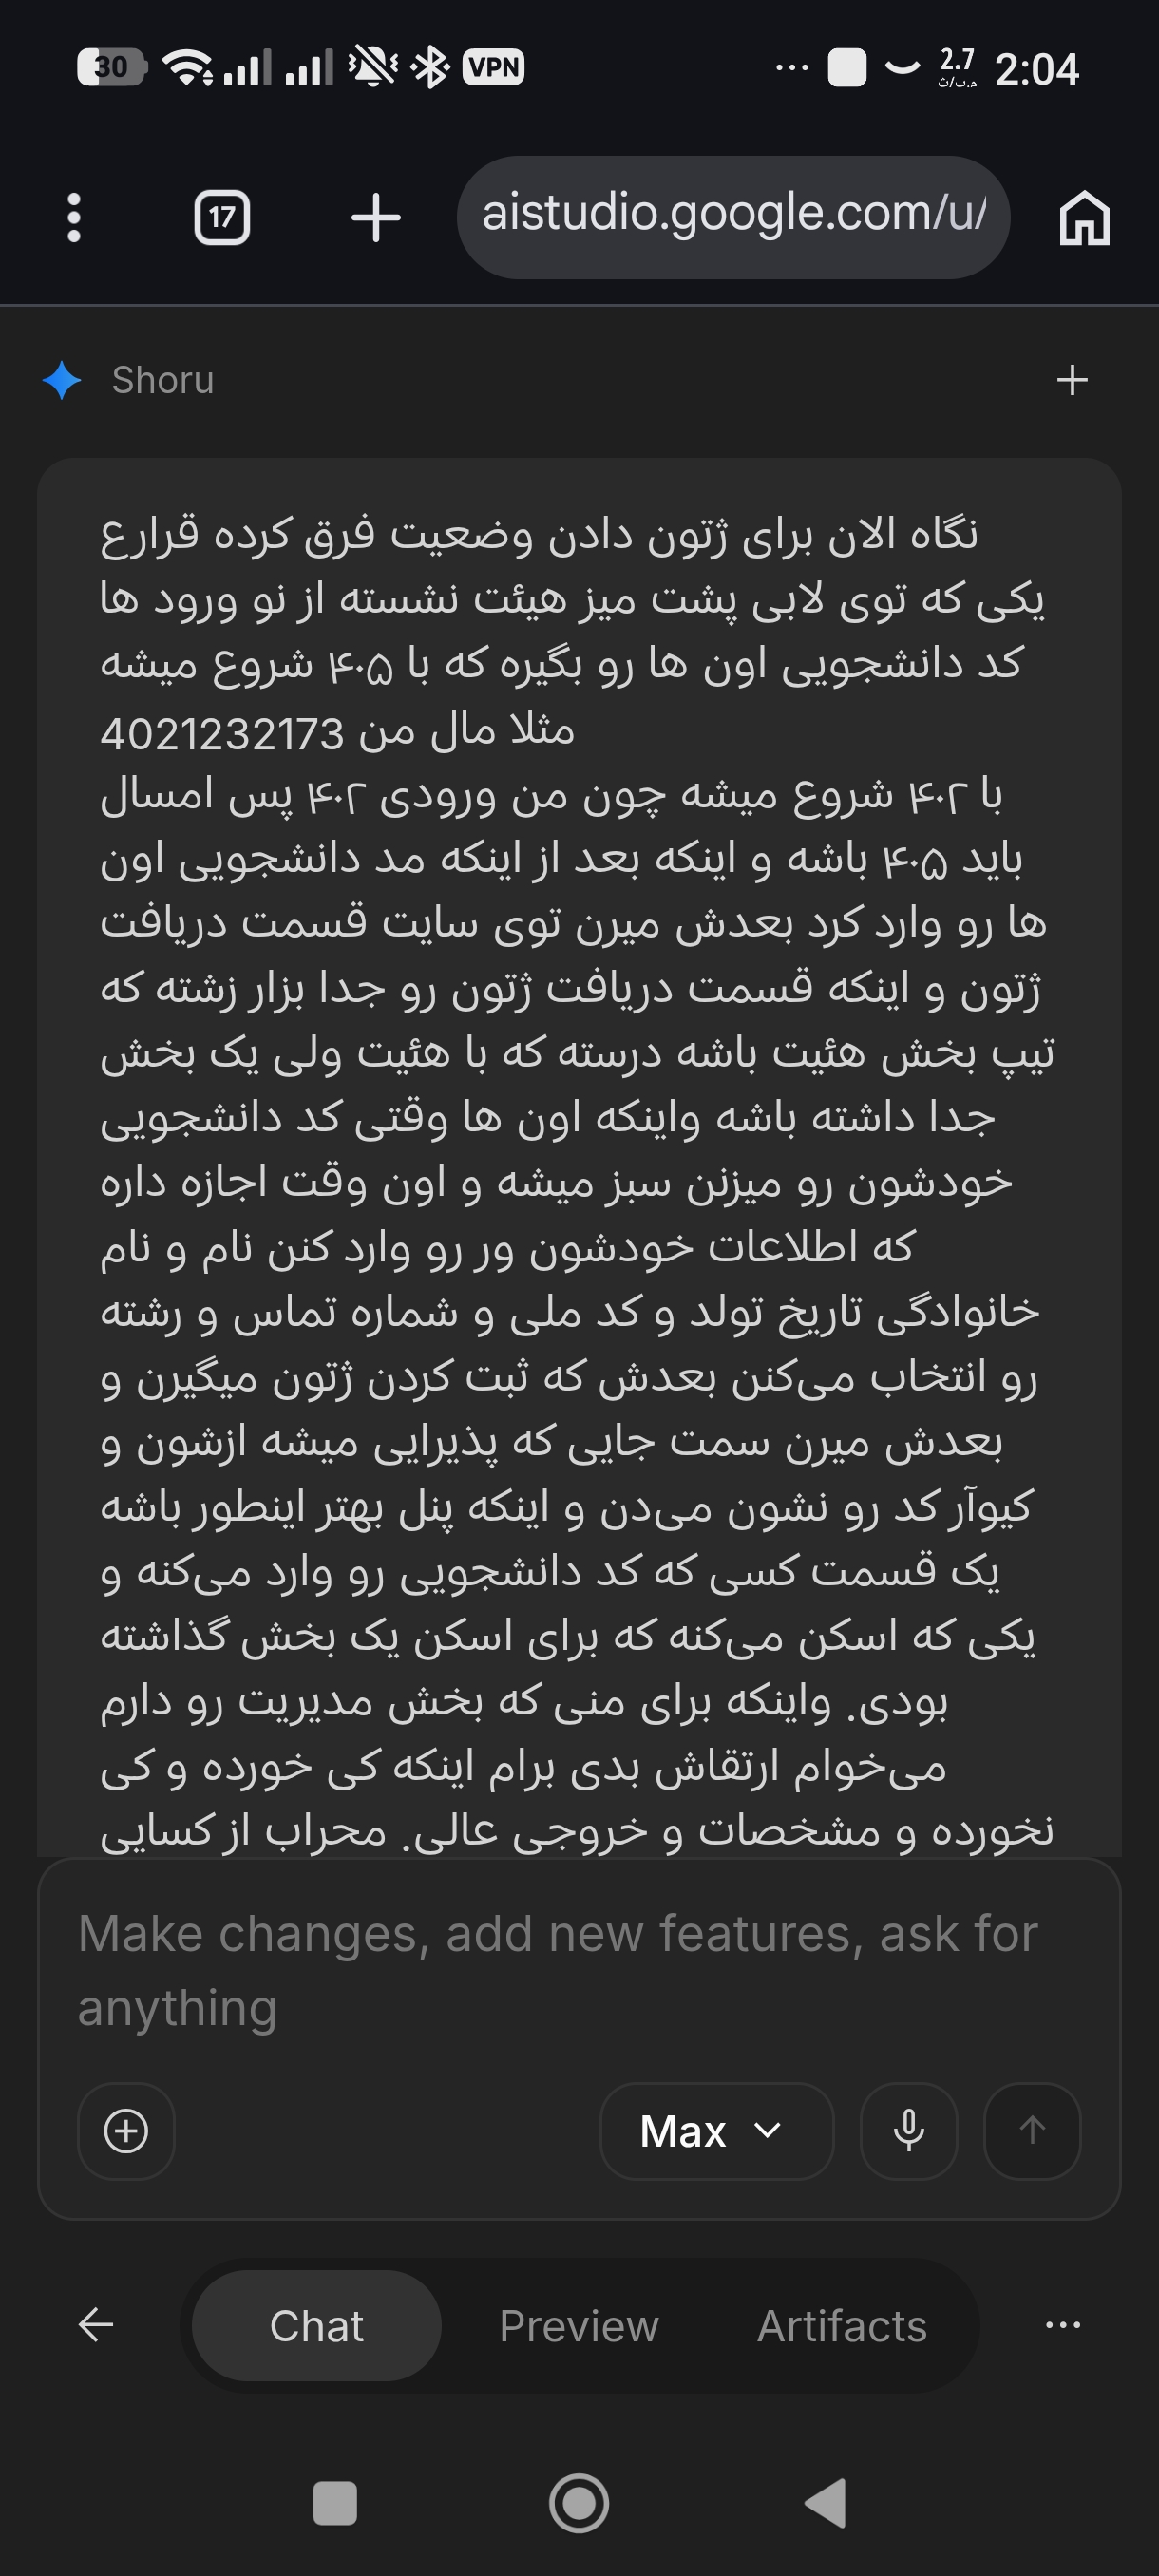 30
VPN
...
2.7
م.ب/ث
2:04
17
aistudio.google.com/u/
Shoru
نگاه الان برای ژتون دادن وضعیت فرق کرده قرارع
یکی که توی لابی پشت میز هیئت نشسته از نو ورود ها
کد دانشجویی اون ها رو بگیره که با ۴۰۵ شروع میشه
مثلا مال من 4021232173
با ۴۰۲ شروع میشه چون من ورودی ۴۰۲ پس امسال
باید ۴۰۵ باشه و اینکه بعد از اینکه مد دانشجویی اون
ها رو وارد کرد بعدش میرن توی سایت قسمت دریافت
ژتون و اینکه قسمت دریافت ژتون رو جدا بزار زشته که
تیپ بخش هئیت باشه درسته که با هئیت ولی یک بخش
جدا داشته باشه واینکه اون ها وقتی کد دانشجویی
خودشون رو میزنن سبز میشه و اون وقت اجازه داره
که اطلاعات خودشون ور رو وارد کنن نام و نام
خانوادگی تاریخ تولد و کد ملی و شماره تماس و رشته
رو انتخاب می‌کنن بعدش که ثبت کردن ژتون میگیرن و
بعدش میرن سمت جایی که پذیرایی میشه ازشون و
کیوآر کد رو نشون می‌دن و اینکه پنل بهتر اینطور باشه
یک قسمت کسی که کد دانشجویی رو وارد می‌کنه و
یکی که اسکن می‌کنه که برای اسکن یک بخش گذاشته
بودی. واینکه برای منی که بخش مدیریت رو دارم
می‌خوام ارتقاش بدی برام اینکه کی خورده و کی
نخورده و مشخصات و خروجی عالی. محراب از کسایی
Make changes, add new features, ask for
anything
Max
Chat
Preview
Artifacts